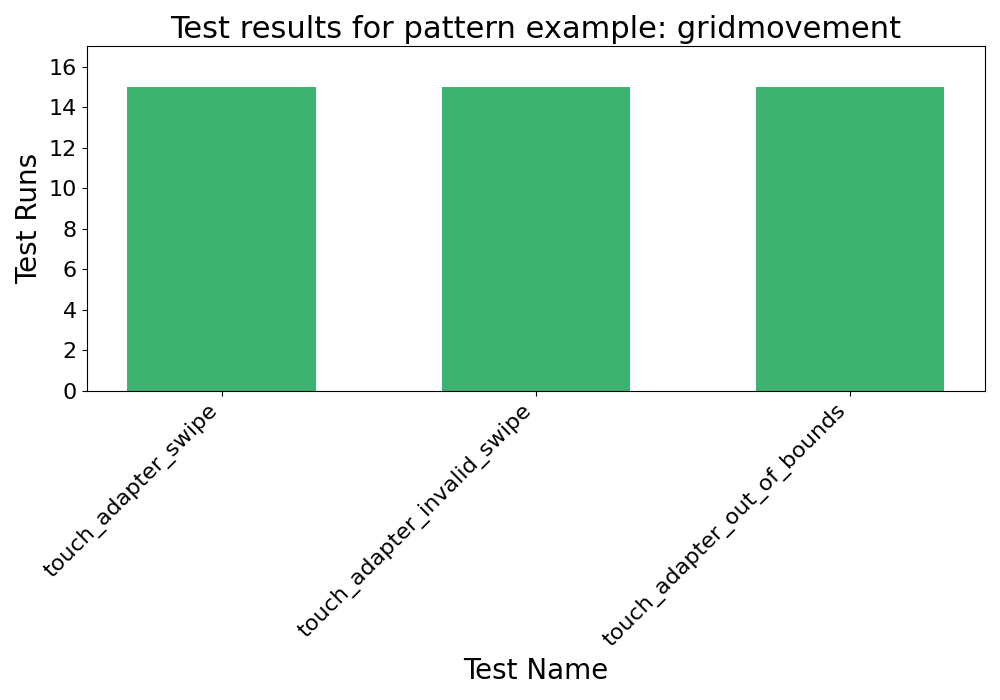 Test results for pattern example: gridmovement
Test Runs
16
14
12
10
8
6
4
2
0
touch_adapter_swipe
touch_adapter_invalid_swipe
touch_adapter_out_of_bounds
Test Name